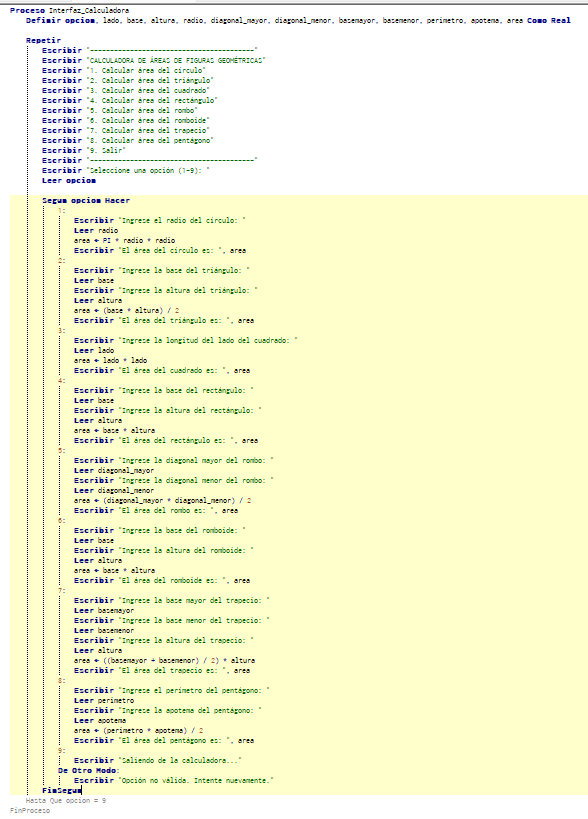 Proceso Interfaz_Calculadora
Definir opcion, lado, base, altura, radio, diagonal_mayor, diagonal_menor, basemayor, basemenor, perimetro, apotema, area Como Real
Repetir
Escribir "-----------------------------------------"
Escribir "CALCULADORA DE ÁREAS DE FIGURAS GEOMÉTRICAS"
Escribir "1. Calcular área del círculo"
Escribir "2. Calcular área del triángulo"
Escribir "3. Calcular área del cuadrado"
Escribir "4. Calcular área del rectángulo"
Escribir "5. Calcular área del rombo"
Escribir "6. Calcular área del romboide"
Escribir "7. Calcular área del trapecio"
Escribir "8. Calcular área del pentágono"
Escribir "9. Salir"
Escribir "-----------------------------------------"
Escribir "Seleccione una opción (1-9): "
Leer opcion
Segun opcion Hacer
1:
Escribir "Ingrese el radio del círculo: "
Leer radio
area ← PI * radio * radio
Escribir "El área del círculo es: ", area
2:
Escribir "Ingrese la base del triángulo: "
Leer base
Escribir "Ingrese la altura del triángulo: "
Leer altura
area ← (base * altura) / 2
Escribir "El área del triángulo es: ", area
3:
Escribir "Ingrese la longitud del lado del cuadrado: "
Leer lado
area ← lado * lado
Escribir "El área del cuadrado es: ", area
4:
Escribir "Ingrese la base del rectángulo: "
Leer base
Escribir "Ingrese la altura del rectángulo: "
Leer altura
area ← base * altura
Escribir "El área del rectángulo es: ", area
5:
Escribir "Ingrese la diagonal mayor del rombo: "
Leer diagonal_mayor
Escribir "Ingrese la diagonal menor del rombo: "
Leer diagonal_menor
area ← (diagonal_mayor * diagonal_menor) / 2
Escribir "El área del rombo es: ", area
6:
Escribir "Ingrese la base del romboide: "
Leer base
Escribir "Ingrese la altura del romboide: "
Leer altura
area ← base * altura
Escribir "El área del romboide es: ", area
7:
Escribir "Ingrese la base mayor del trapecio: "
Leer basemayor
Escribir "Ingrese la base menor del trapecio: "
Leer basemenor
Escribir "Ingrese la altura del trapecio: "
Leer altura
area ← ((basemayor + basemenor) / 2) * altura
Escribir "El área del trapecio es: ", area
8:
Escribir "Ingrese el perímetro del pentágono: "
Leer perimetro
Escribir "Ingrese la apotema del pentágono: "
Leer apotema
area ← (perimetro * apotema) / 2
Escribir "El área del pentágono es: ", area
9:
Escribir "Saliendo de la calculadora..."
De Otro Modo:
Escribir "Opción no válida. Intente nuevamente."
FinSegun
Hasta Que opcion = 9
FinProceso